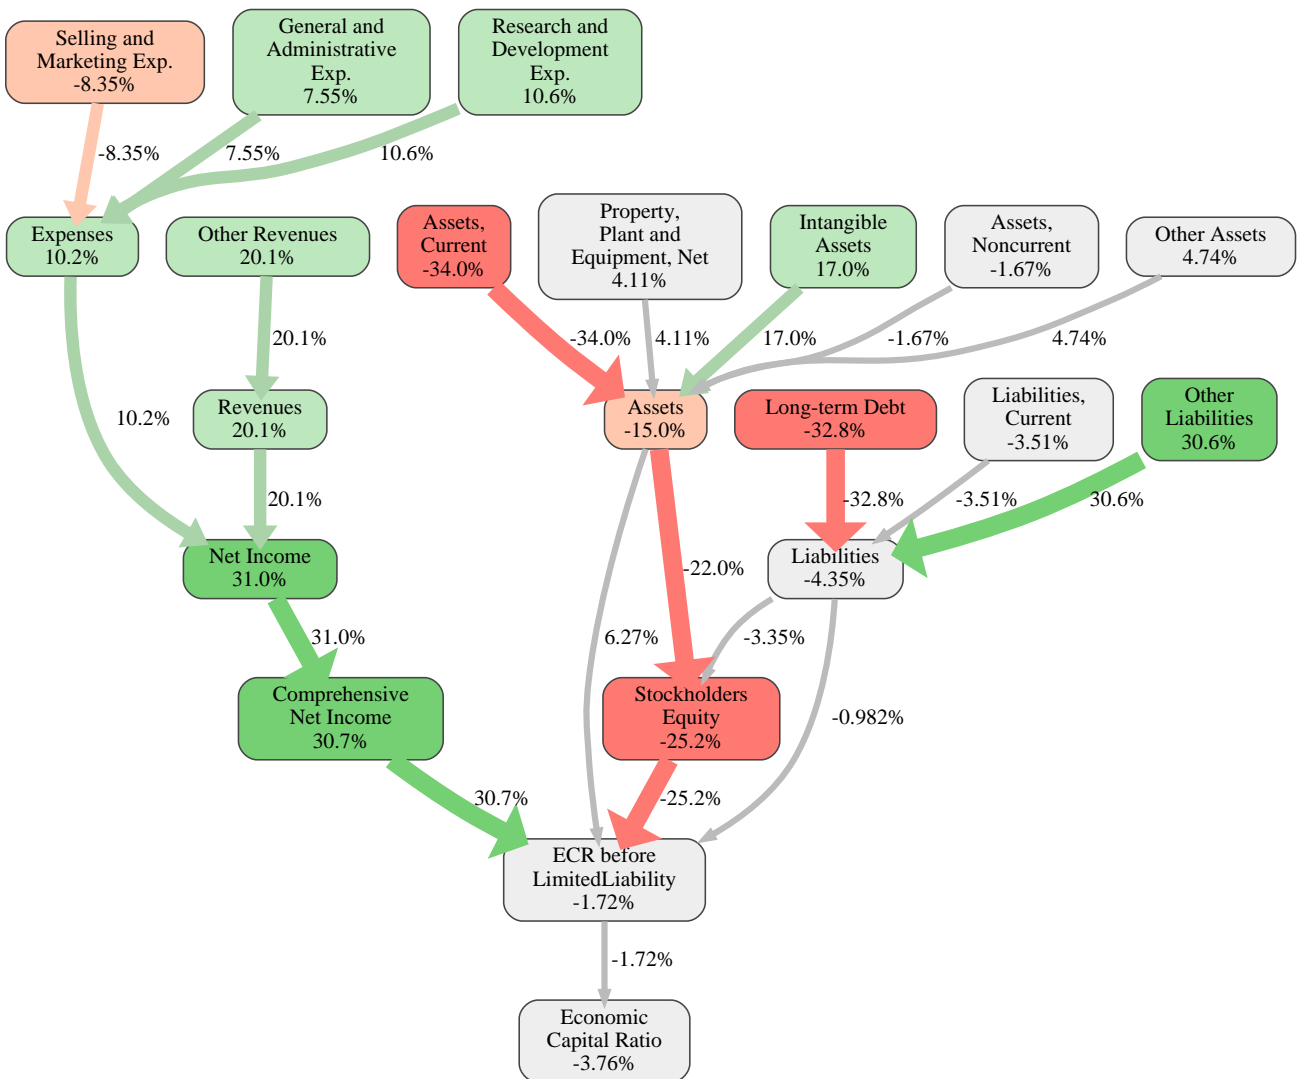 Selling and
Marketing Exp.
-8.35%
General and
Administrative
Exp.
7.55%
Research and
Development
Exp.
10.6%
-8.35%
7.55%
10.6%
Expenses
10.2%
Other Revenues
20.1%
Assets,
Current
-34.0%
Property,
Plant and
Equipment, Net
4.11%
Intangible
Assets
17.0%
Assets,
Noncurrent
-1.67%
Other Assets
4.74%
20.1%
-34.0%
4.11%
17.0%
-1.67%
4.74%
10.2%
Revenues
20.1%
Assets
-15.0%
Long-term Debt
-32.8%
Liabilities,
Current
-3.51%
Other
Liabilities
30.6%
20.1%
-32.8%
-3.51%
30.6%
Net Income
31.0%
-22.0%
Liabilities
-4.35%
31.0%
6.27%
-3.35%
Comprehensive
Net Income
30.7%
Stockholders
Equity
-25.2%
-0.982%
30.7%
-25.2%
ECR before
LimitedLiability
-1.72%
-1.72%
Economic
Capital Ratio
-3.76%